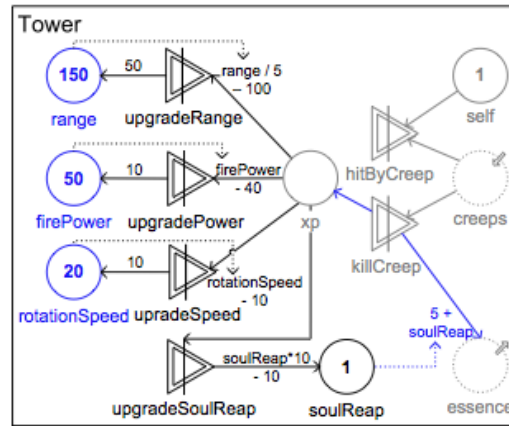 Tower
150
50
range / 5
– 100
range
upgradeRange
1
self
50
10
firePower
- 40
hitByCreep
firePower
upgradePower
xp
creeps
killCreep
20
10
rotationSpeed
- 10
rotationSpeed
upradeSpeed
5 +
soulReap
soulReap*10
- 10
1
upgradeSoulReap
soulReap
essence